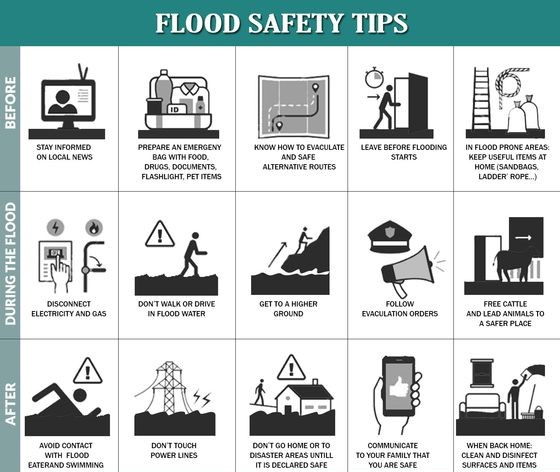 FLOOD SAFETY TIPS
BEFORE
STAY INFORMED
ON LOCAL NEWS
ID
PREPARE AN EMERGENY
BAG WITH FOOD,
DRUGS, DOCUMENTS,
FLASHLIGHT, PET ITEMS
KNOW HOW TO EVACUATE
AND SAFE
ALTERNATIVE ROUTES
LEAVE BEFORE FLOODING
STARTS
IN FLOOD PRONE AREAS:
KEEP USEFUL ITEMS AT
HOME (SANDBAGS,
LADDER' ROPE...)
DURING THE FLOOD
DISCONNECT
ELECTRICITY AND GAS
DON'T WALK OR DRIVE
IN FLOOD WATER
GET TO A HIGHER
GROUND
FOLLOW
EVACULATION ORDERS
FREE CATTLE
AND LEAD ANIMALS TO
A SAFER PLACE
AFTER
AVOID CONTACT
WITH FLOOD
EATERAND SWIMMING
DON'T TOUCH
POWER LINES
DON'T GO HOME OR TO
DISASTER AREAS UNTILL
IT IS DECLARED SAFE
COMMUNICATE
TO YOUR FAMILY THAT
YOU ARE SAFE
WHEN BACK HOME:
CLEAN AND DISINFECT
SURFACES AND ITEMS